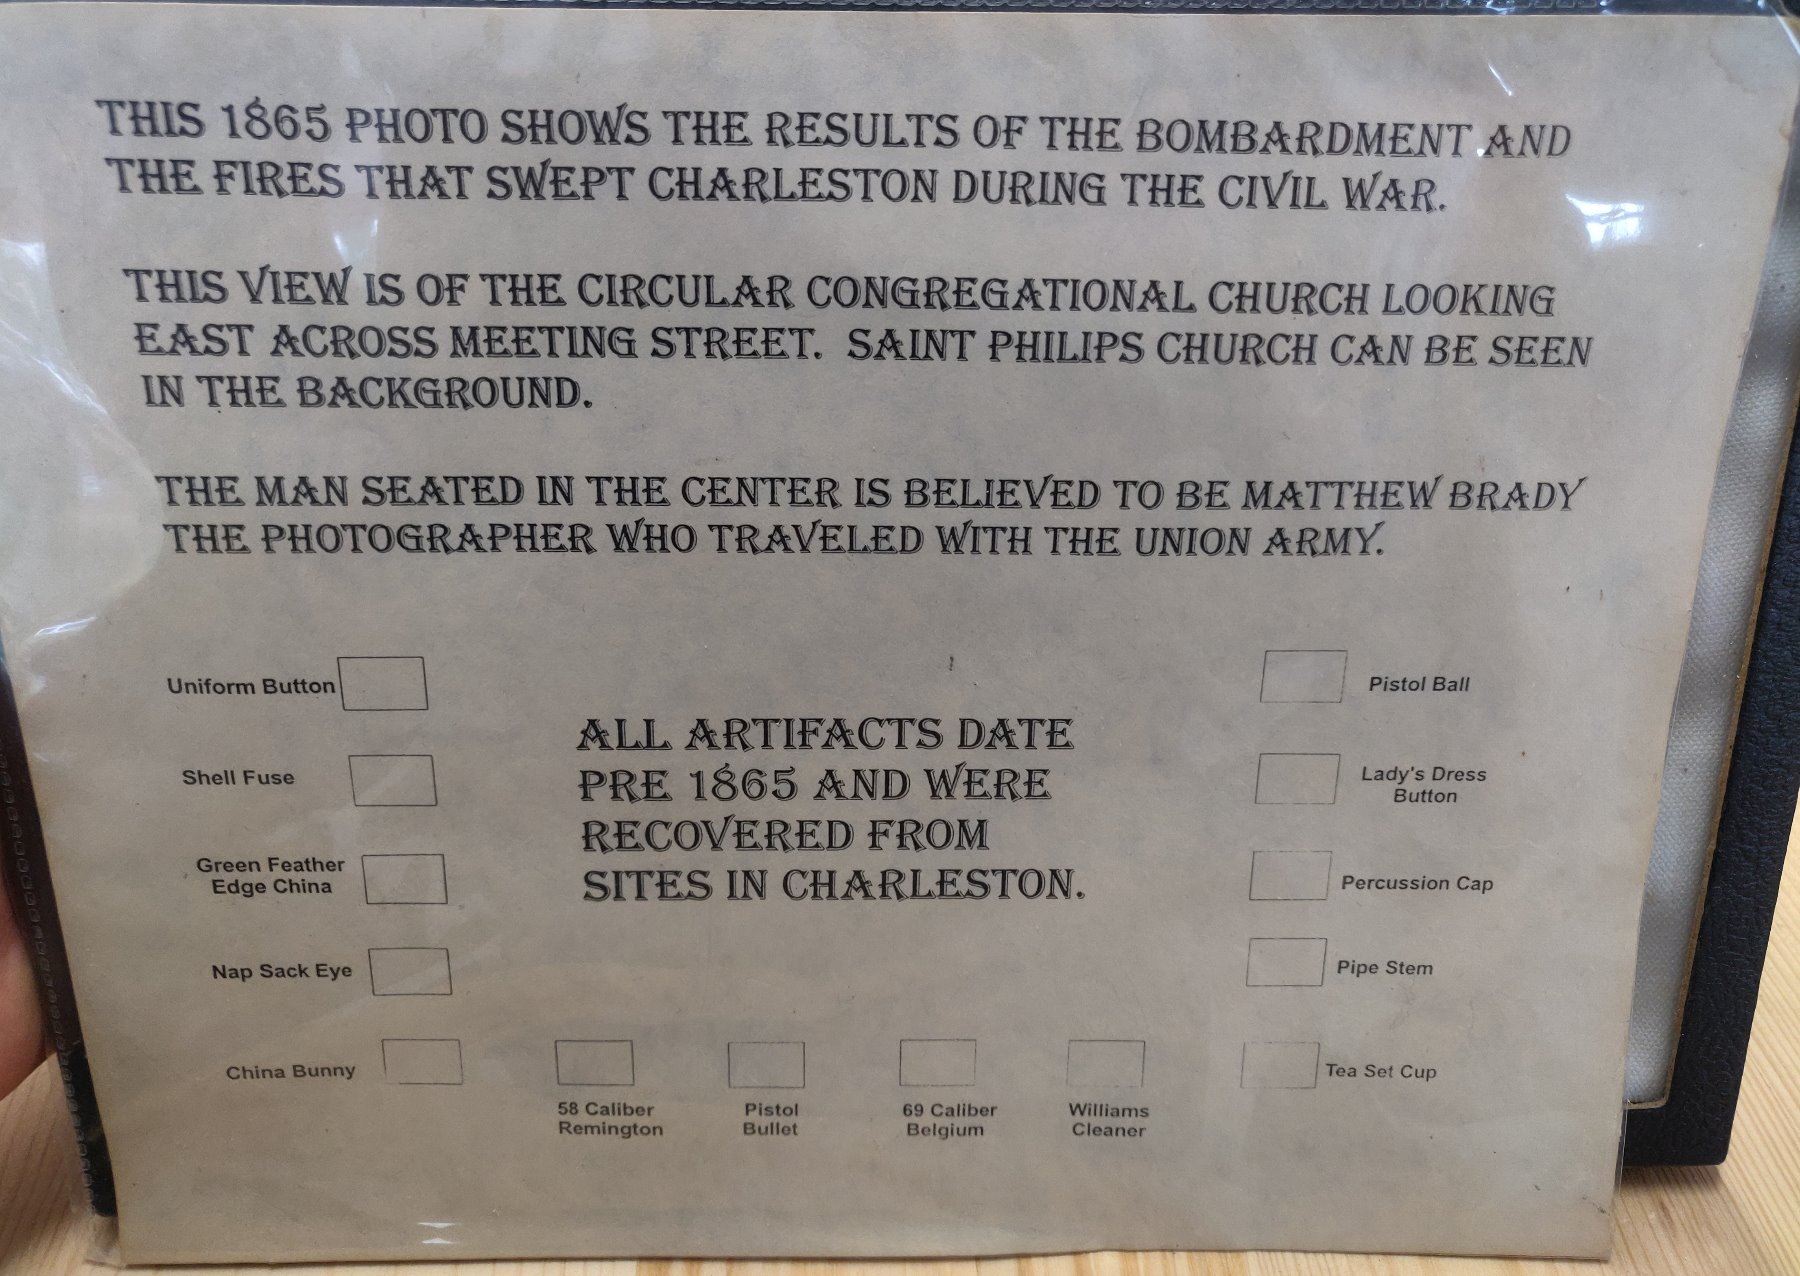 THIS 1865 PHOTO SHOWS THE RESULTS OF THE BOMBARDMENT AND
THE FIRES THAT SWEPT CHARLESTON DURING THE CIVIL WAR.
THIS VIEW IS OF THE CIRCULAR CONGREGATIONAL CHURCH LOOKING
EAST ACROSS MEETING STREET. SAINT PHILIPS CHURCH CAN BE SEEN
IN THE BACKGROUND.
THE MAN SEATED IN THE CENTER IS BELIEVED TO BE MATTHEW BRADY
THE PHOTOGRAPHER WHO TRAVELED WITH THE UNION ARMY.
Uniform Button
Shell Fuse
Green Feather
Edge China
Nap Sack Eye
China Bunny
ALL ARTIFACTS DATE
PRE 1865 AND WERE
RECOVERED FROM
SITES IN CHARLESTON.
Pistol Ball
Lady's Dress
Button
Percussion Cap
Pipe Stem
Tea Set Cup
58 Caliber
Remington
Pistol
Bullet
69 Caliber
Belgium
Williams
Cleaner